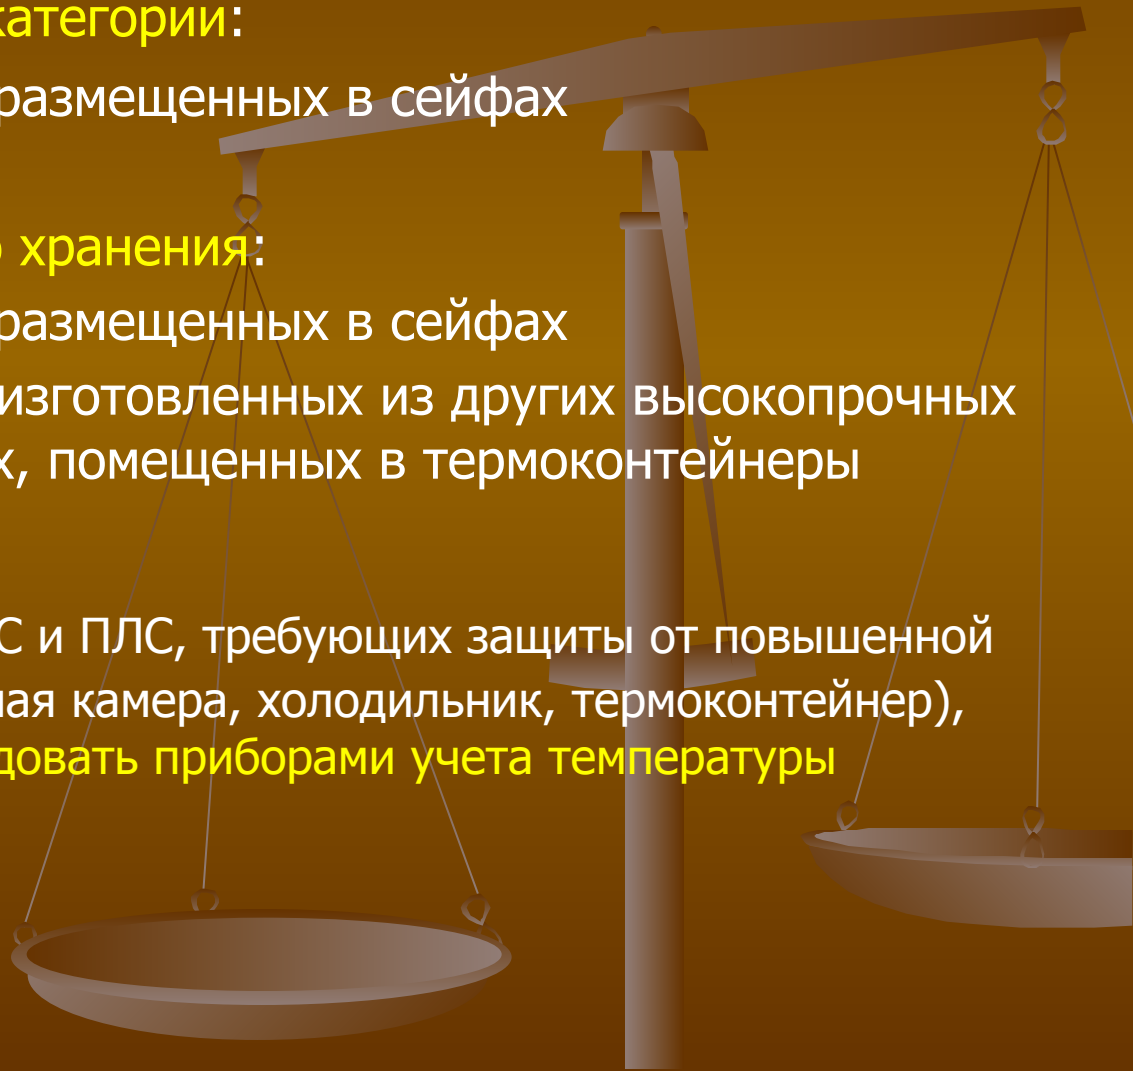 категории:
размещенных в сейфах
хранения:
размещенных в сейфах
изготовленных из других высокопрочных
х, помещенных в термоконтейнеры
С и ПЛС, требующих защиты от повышенной
ная камера, холодильник, термоконтейнер),
довать приборами учета температуры